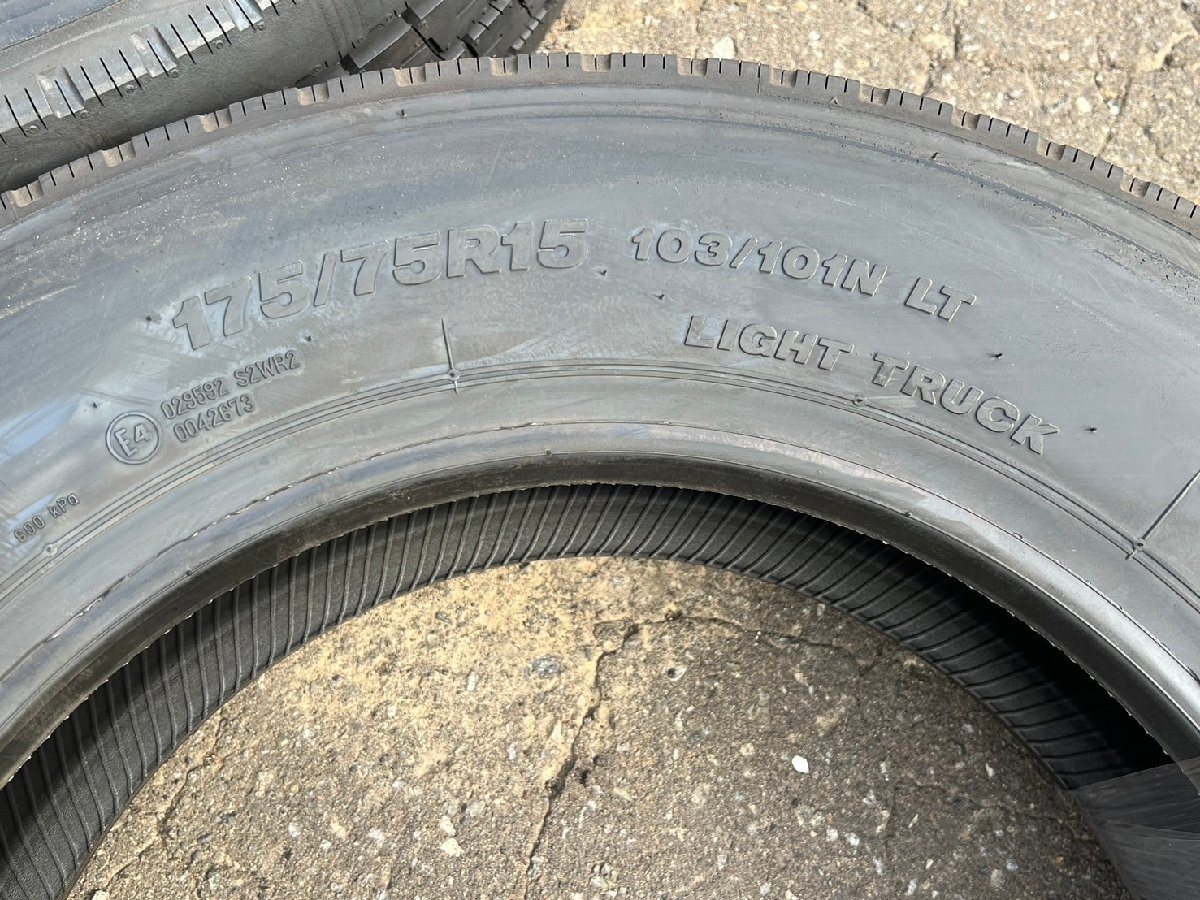 175/75R15 103/101N LT
LIGHT TRUCK
E4
029592 S2WR2
0042673
600 kPa